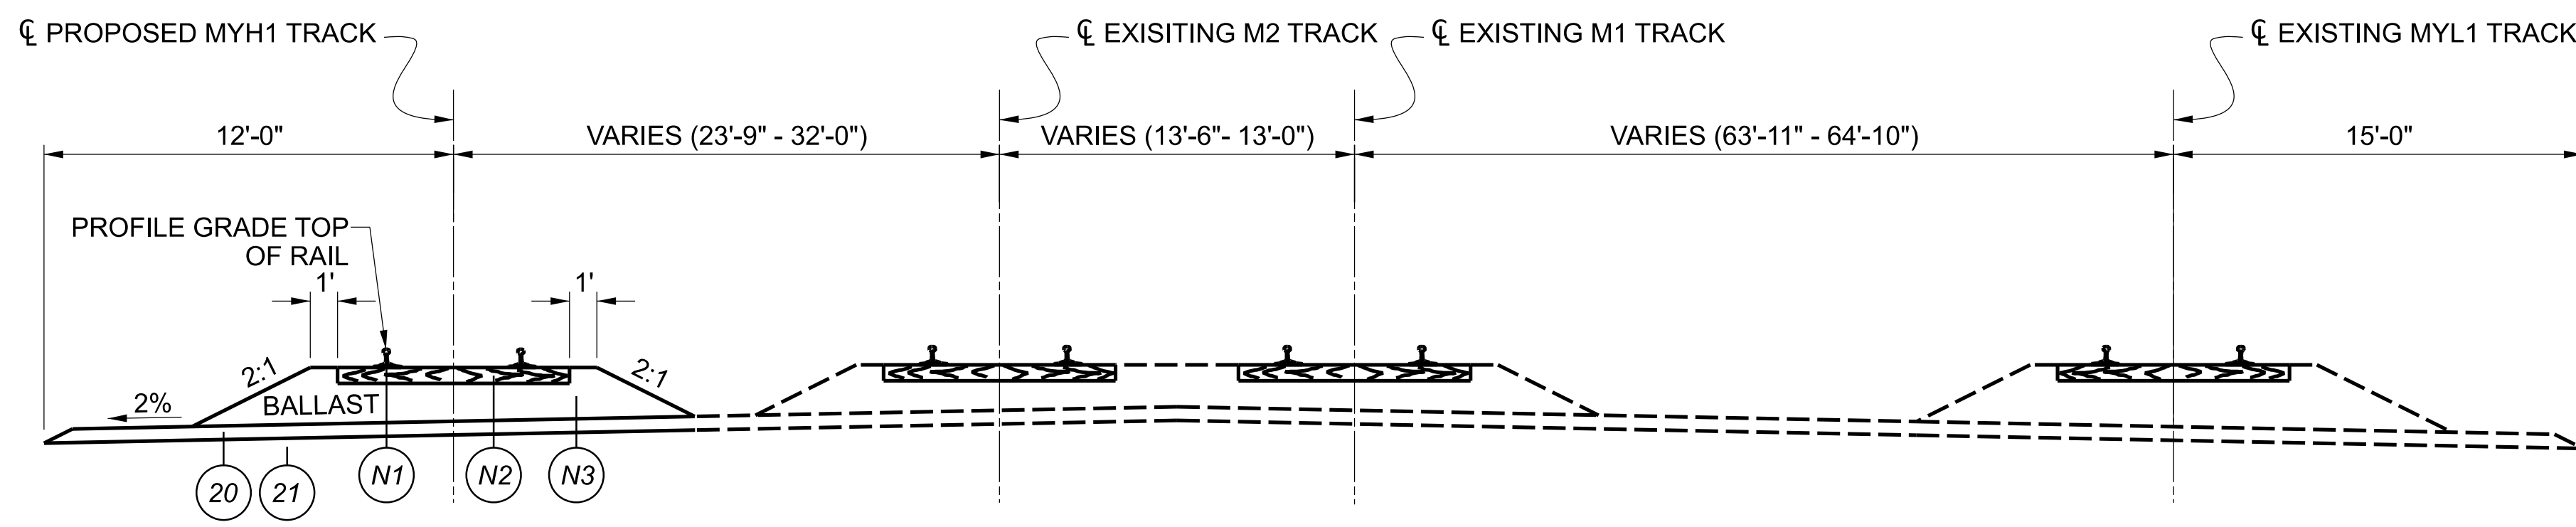 ℄ PROPOSED MYH1 TRACK
℄ EXISITING M2 TRACK
℄ EXISTING M1 TRACK
℄ EXISTING MYL1 TRACK
12'-0"
VARIES (23'-9" - 32'-0")
VARIES (13'-6"- 13'-0")
VARIES (63'-11" - 64'-10")
15'-0"
PROFILE GRADE TOP
OF RAIL
1'
1'
2:1
2:1
2%
BALLAST
20
21
N1
N2
N3